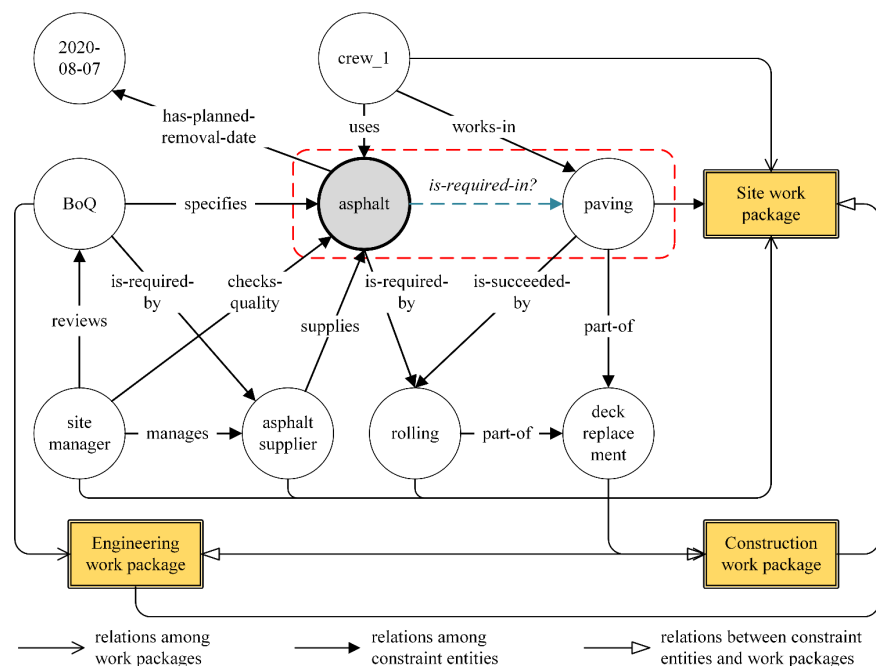 2020-
08-07
crew_1
has-planned-
removal-date
uses
works-in
BoQ
specifies
asphalt
is-required-in?
paving
Site work
package
is-required-
by
checks-
quality
is-required-
by
is-succeeded-
by
reviews
supplies
part-of
site
manager
manages
asphalt
supplier
rolling
part-of
deck
replace
ment
Engineering
work package
Construction
work package
relations among
work packages
relations among
constraint entities
relations between constraint
entities and work packages